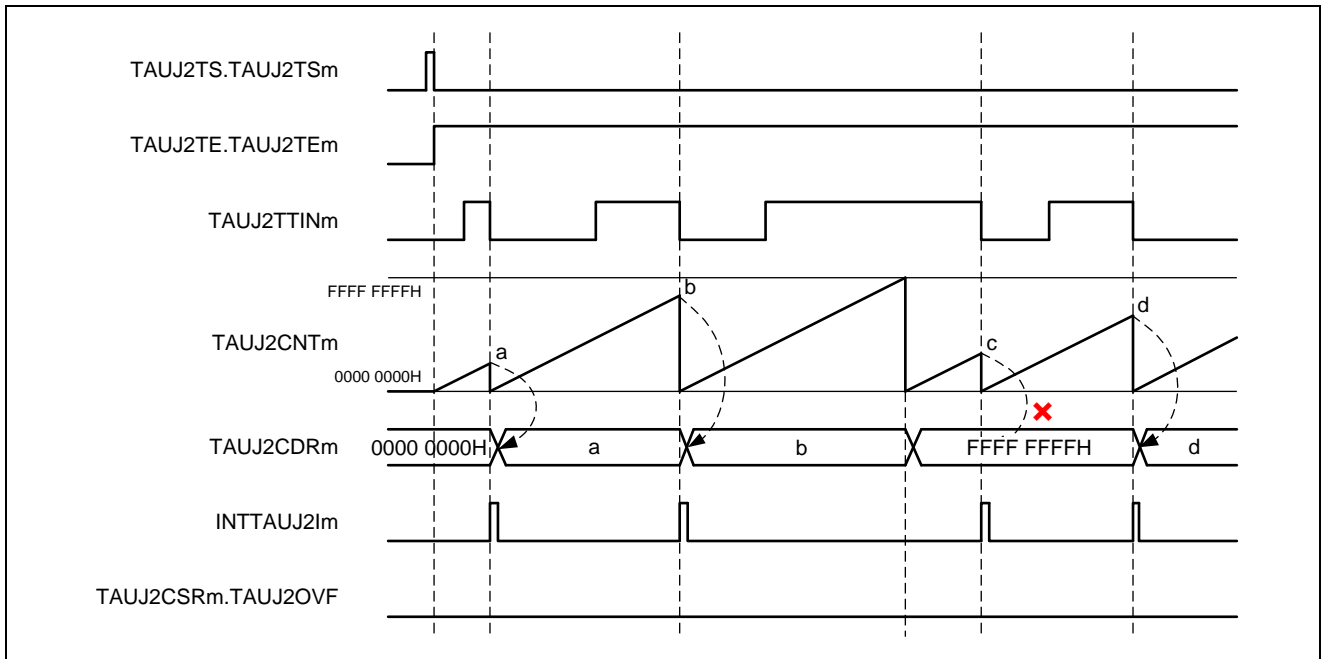 TAUJ2TS.TAUJ2TSm
TAUJ2TE.TAUJ2TEm
TAUJ2TTINm
FFFF FFFFH
b
d
TAUJ2CNTm
a
c
0000 0000H
TAUJ2CDRm
0000 0000H
a
b
FFFF FFFFH
d
INTTAUJ2Im
TAUJ2CSRm.TAUJ2OVF